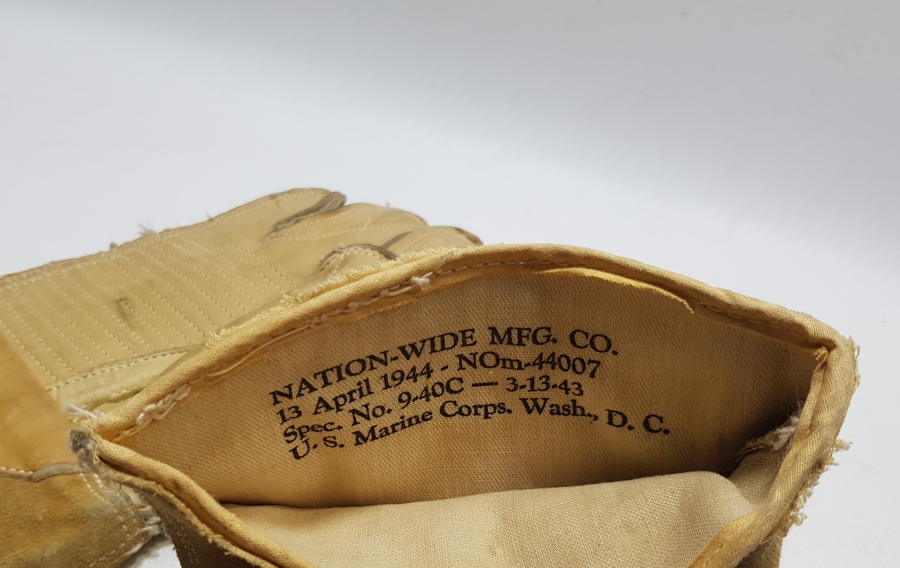 NATION-WIDE MFG. CO.
13 April 1944 - NOm-44007
Spec. No. 9-40C — 3-13-43
U. S. Marine Corps. Wash., D. C.